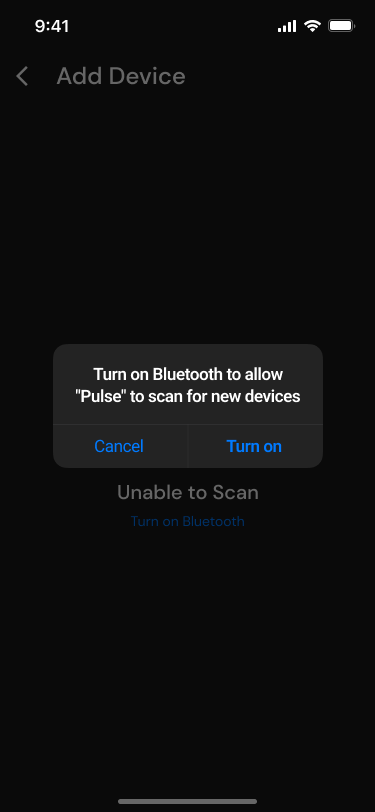 9:41
Add Device
Turn on Bluetooth to allow
"Pulse" to scan for new devices
Cancel
Turn on
Unable to Scan
Turn on Bluetooth